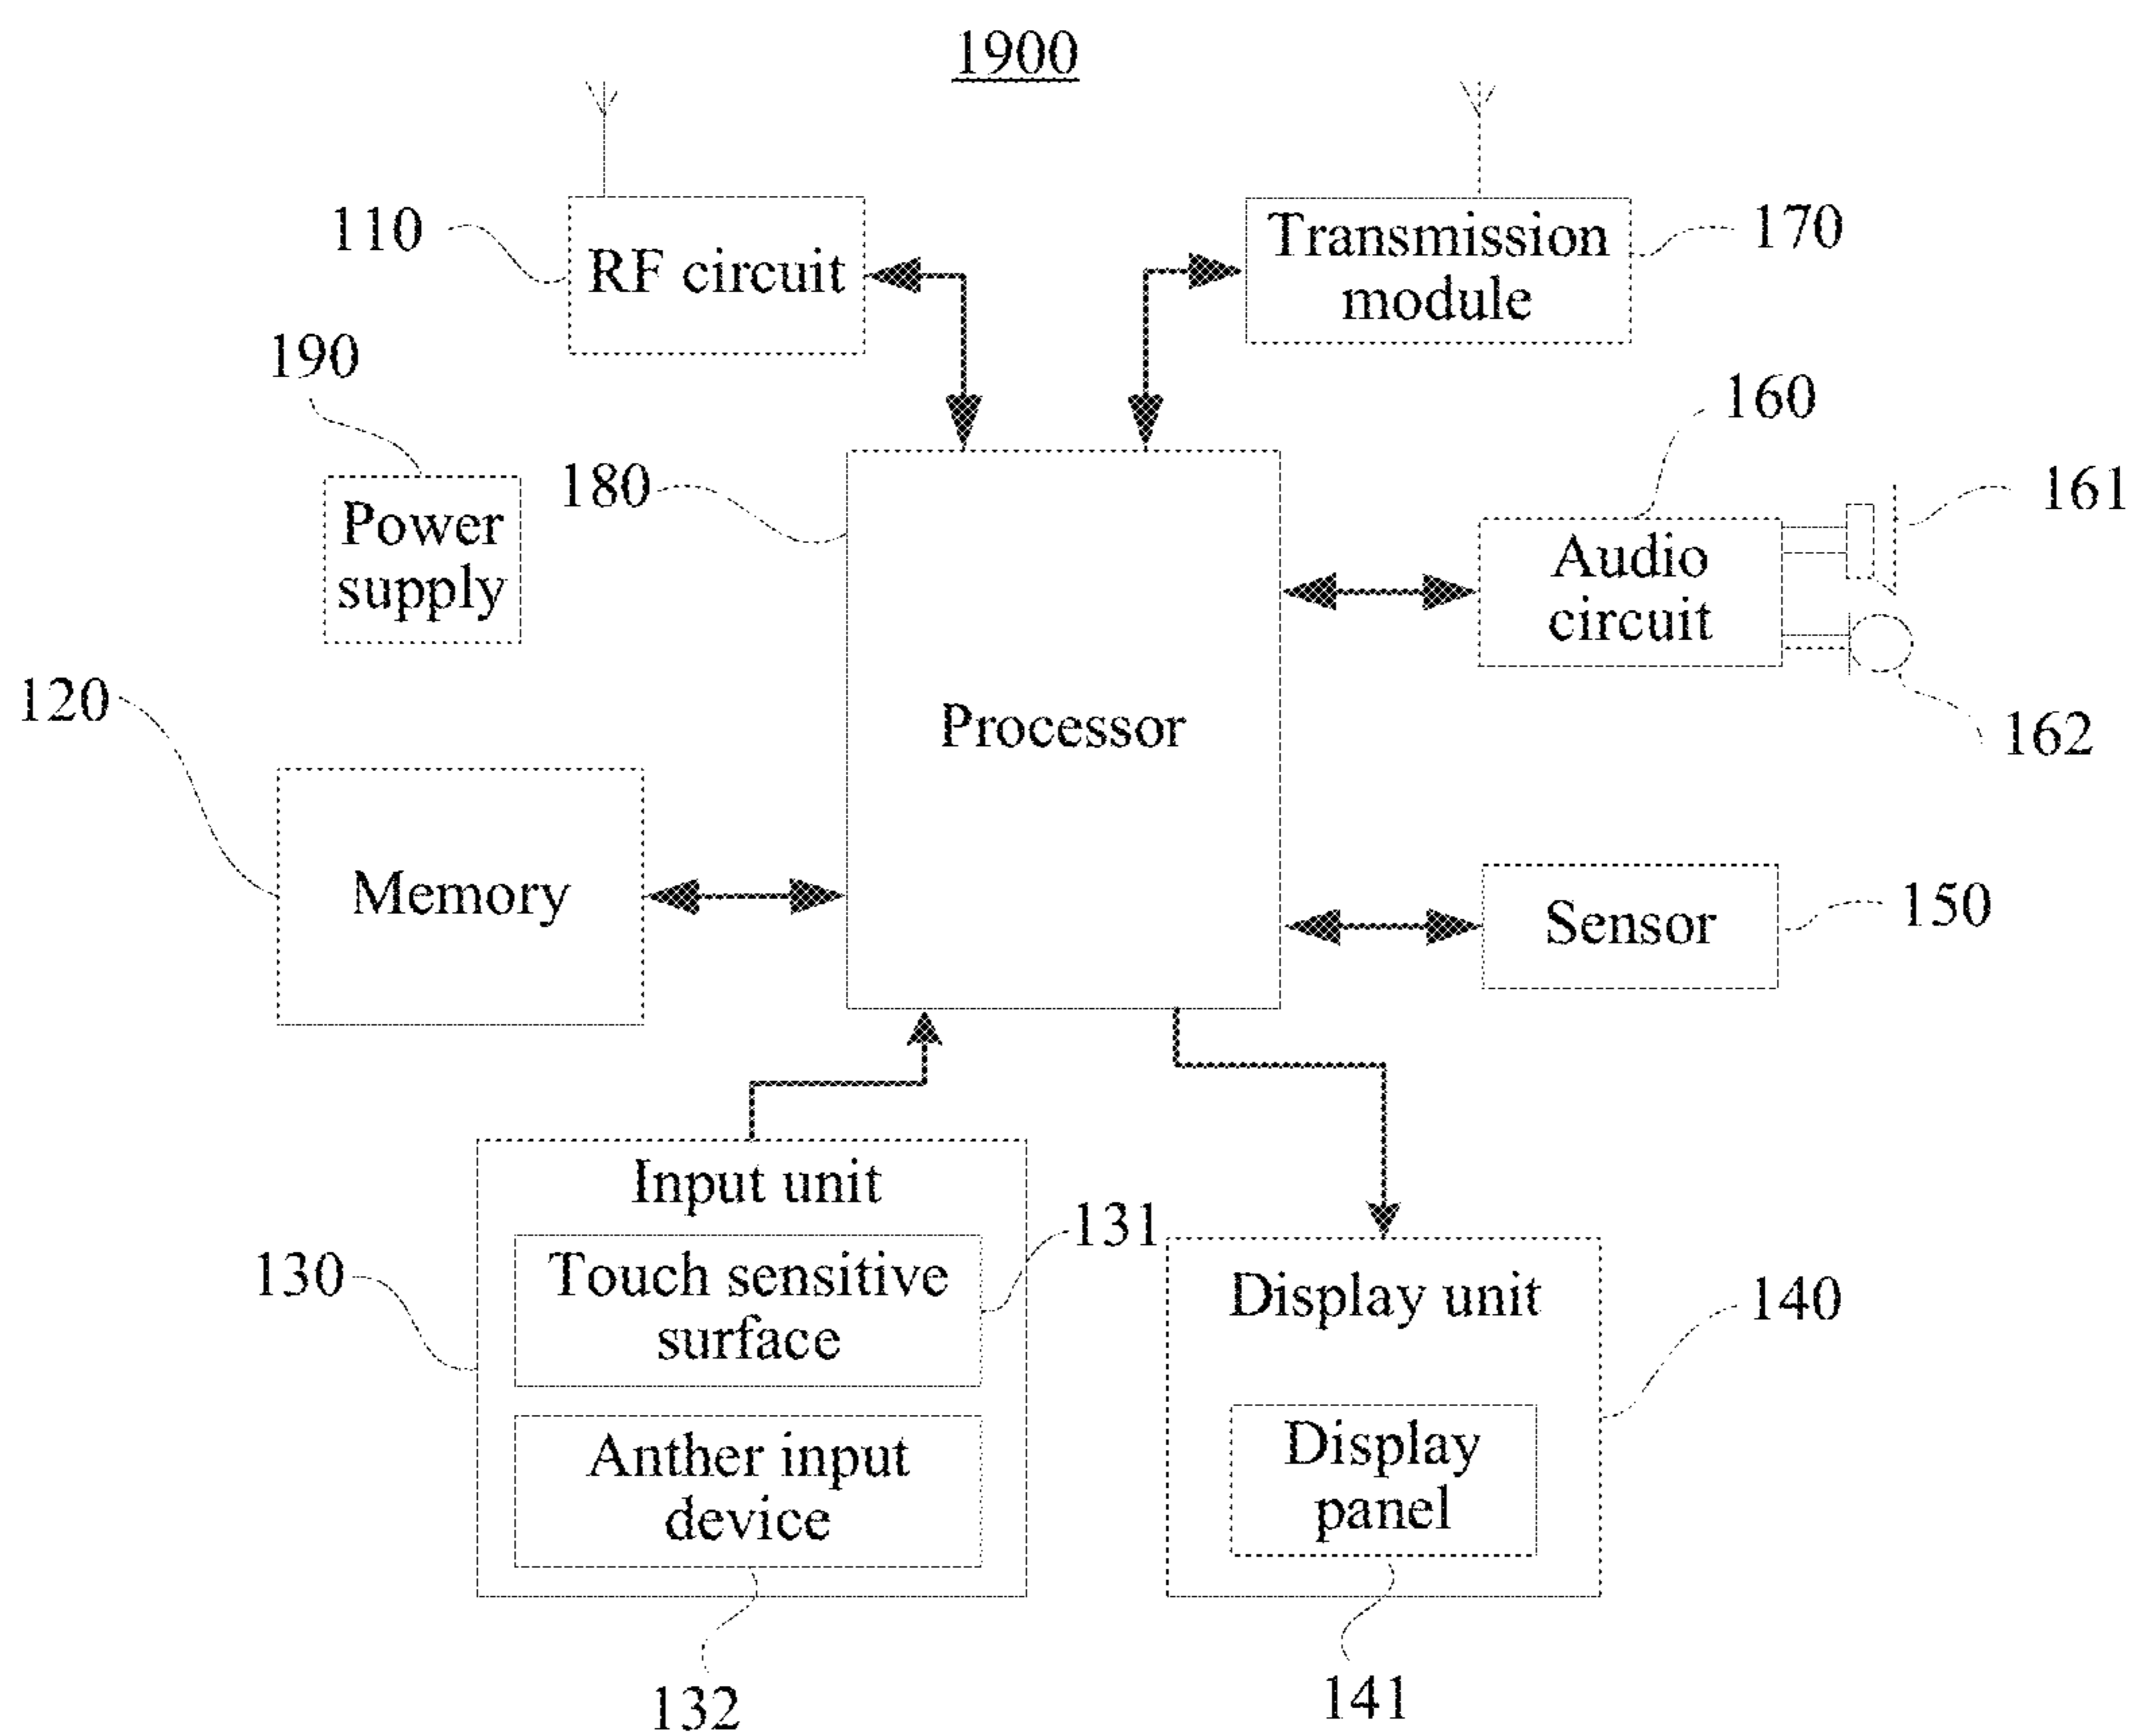 1900
110
RF circuit
Transmission
module
170
190
Power
supply
180
Processor
160
Audio
circuit
161
162
120
Memory
Sensor
150
130
Input unit
Touch sensitive
surface
131
Anther input
device
132
Display unit
140
Display
panel
141